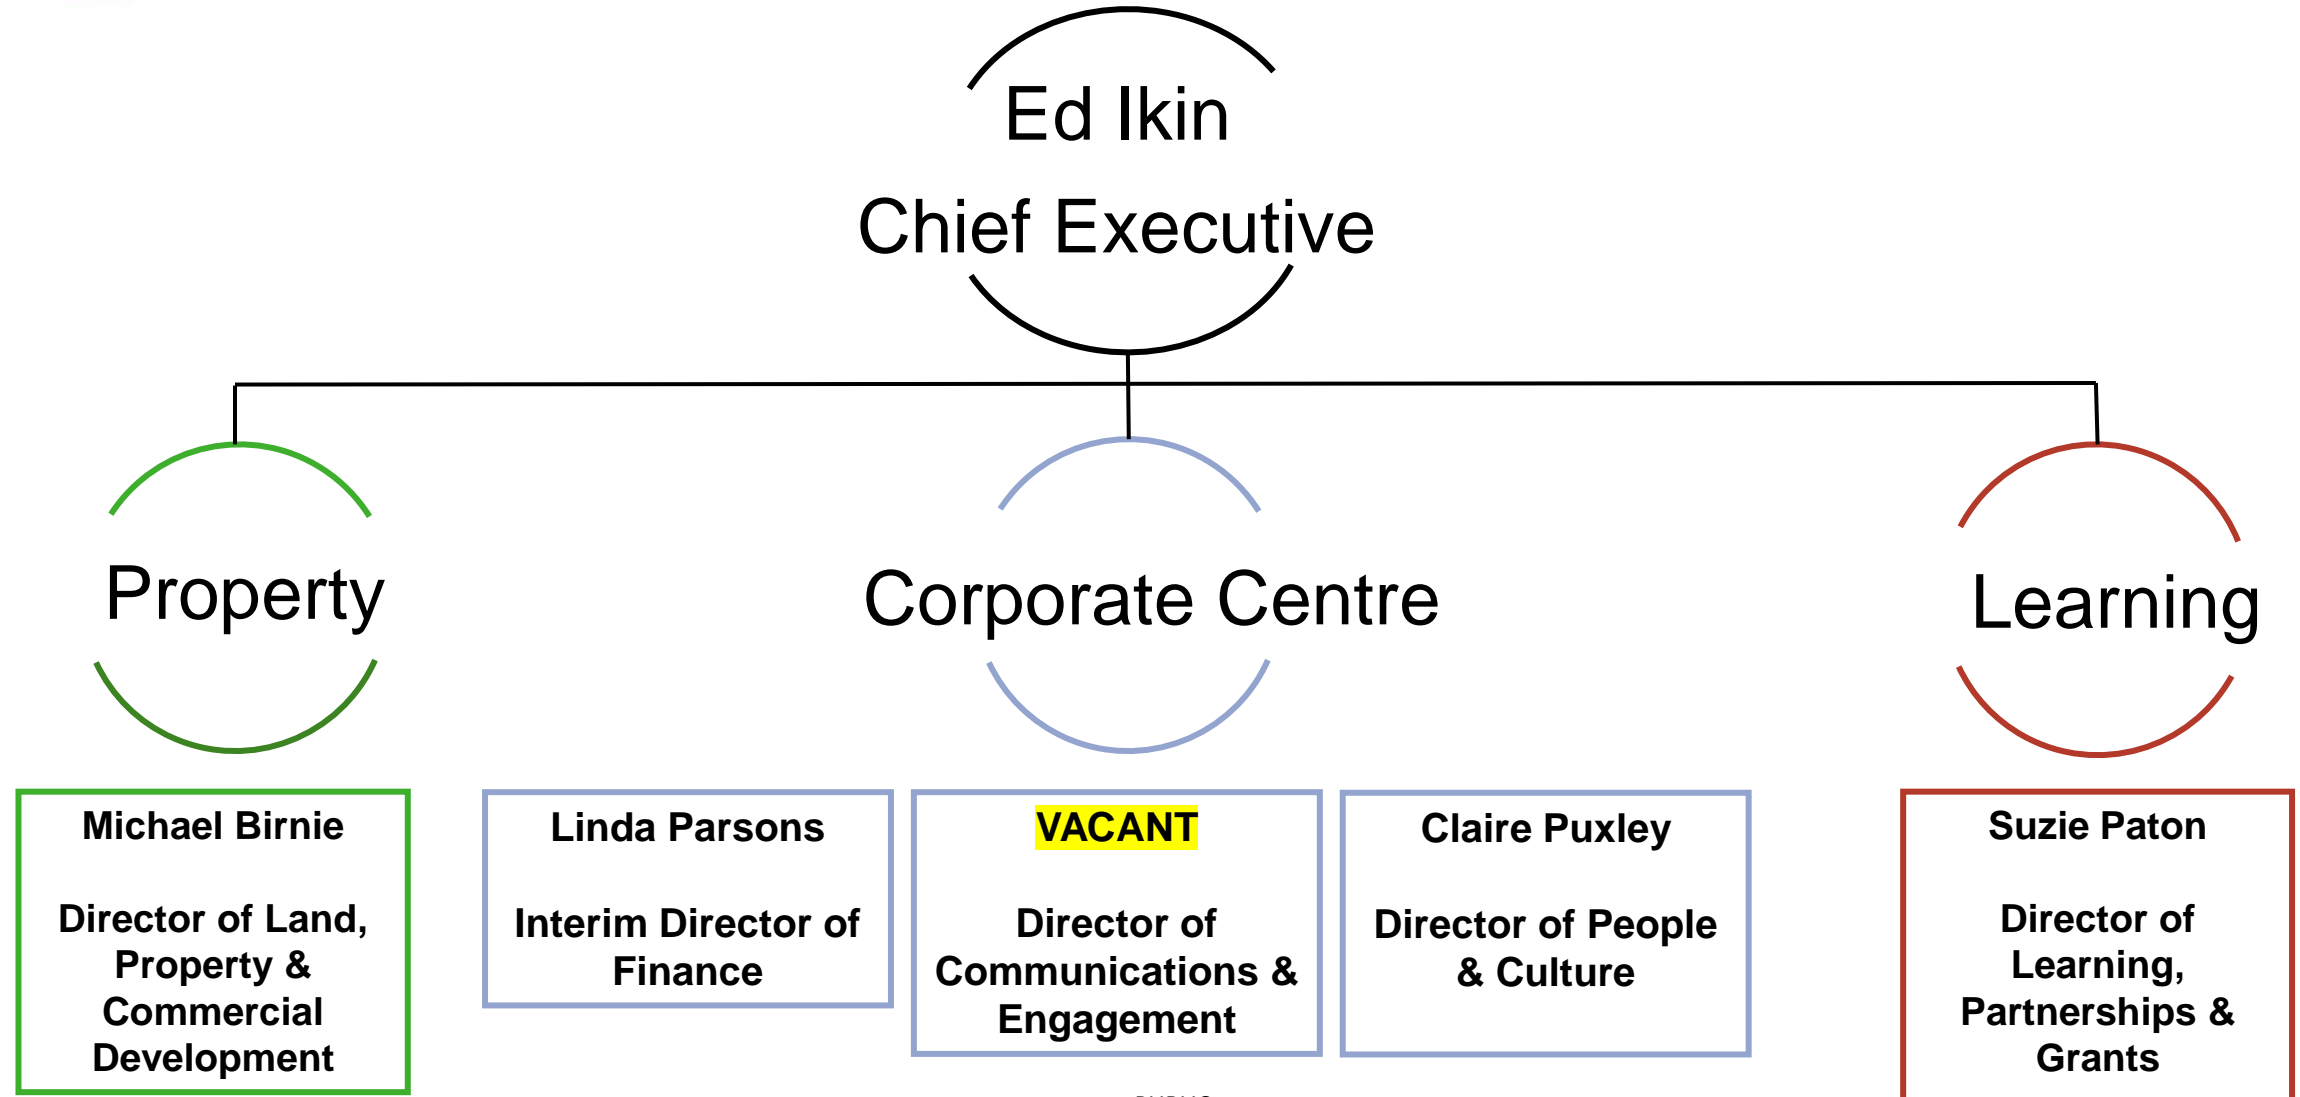 Ed Ikin
Chief Executive
Property
Corporate Centre
Learning
Michael Birnie
Director of Land,
Property &
Commercial
Development
Linda Parsons
Interim Director of
Finance
VACANT
Director of
Communications &
Engagement
Claire Puxley
Director of People
& Culture
Suzie Paton
Director of
Learning,
Partnerships &
Grants